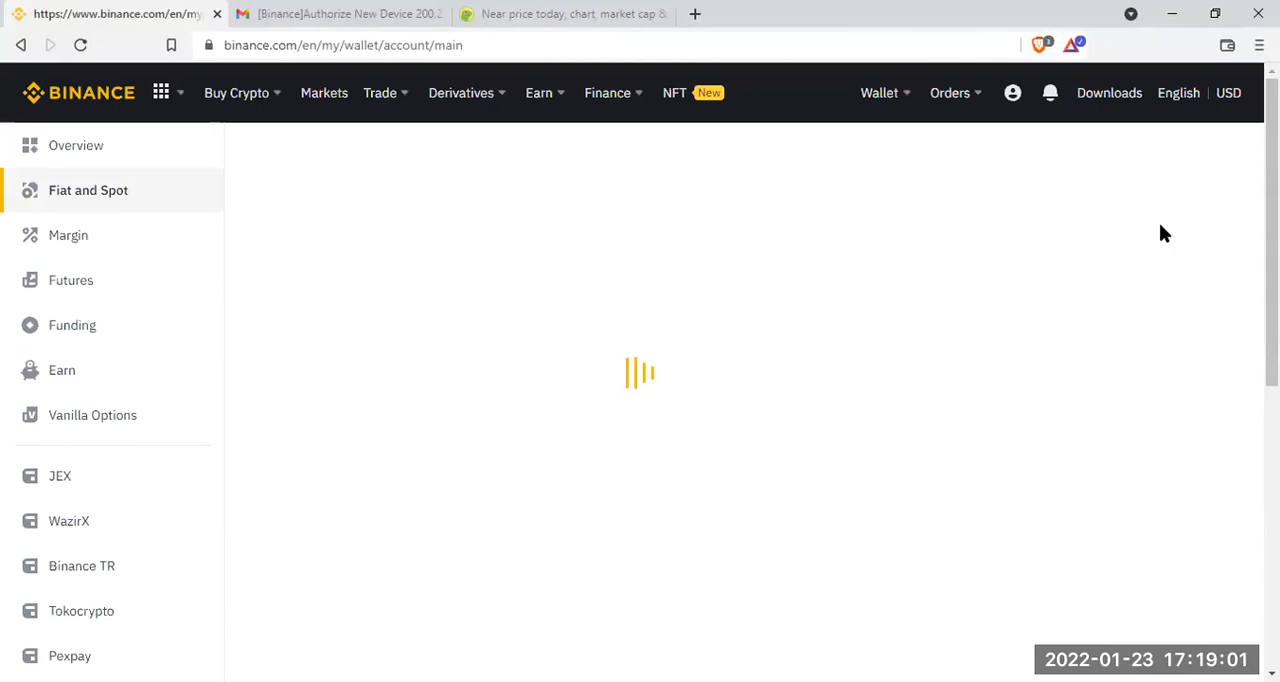 https://www.binance.com/en/my
[Binance]Authorize New Device 200.2
Near price today, chart, market cap &
binance.com/en/my/wallet/account/main
3
BINANCE
Buy Crypto
Markets
Trade
Derivatives
Earn
Finance
NFT New
Wallet
Orders
Downloads
English | USD
Overview
Fiat and Spot
Margin
Futures
Funding
Earn
Vanilla Options
JEX
WazirX
Binance TR
Tokocrypto
Pexpay
2022-01-23 17:19:01